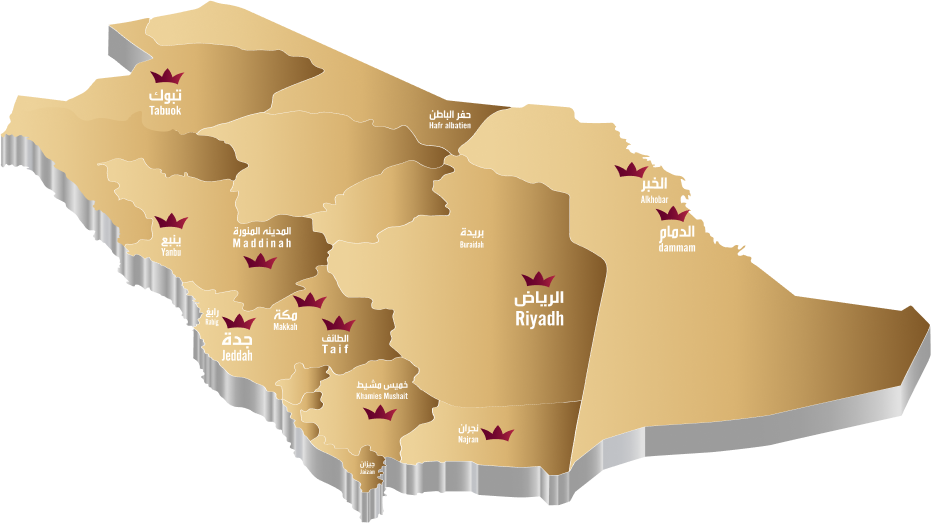 تبوك
Tabuok
حفر الباطن
Hafr albatien
الخبر
Alkhobar
الدمام
dammam
ينبع
Yanbu
المدينه المنورة
Maddinah
بريدة
Buraidah
الرياض
Riyadh
رابغ
Rabig
جدة
Jeddah
مكة
Makkah
الطائف
Taif
خميس مشيط
Khamies Mushait
نجران
Najran
جيزان
Jaizan